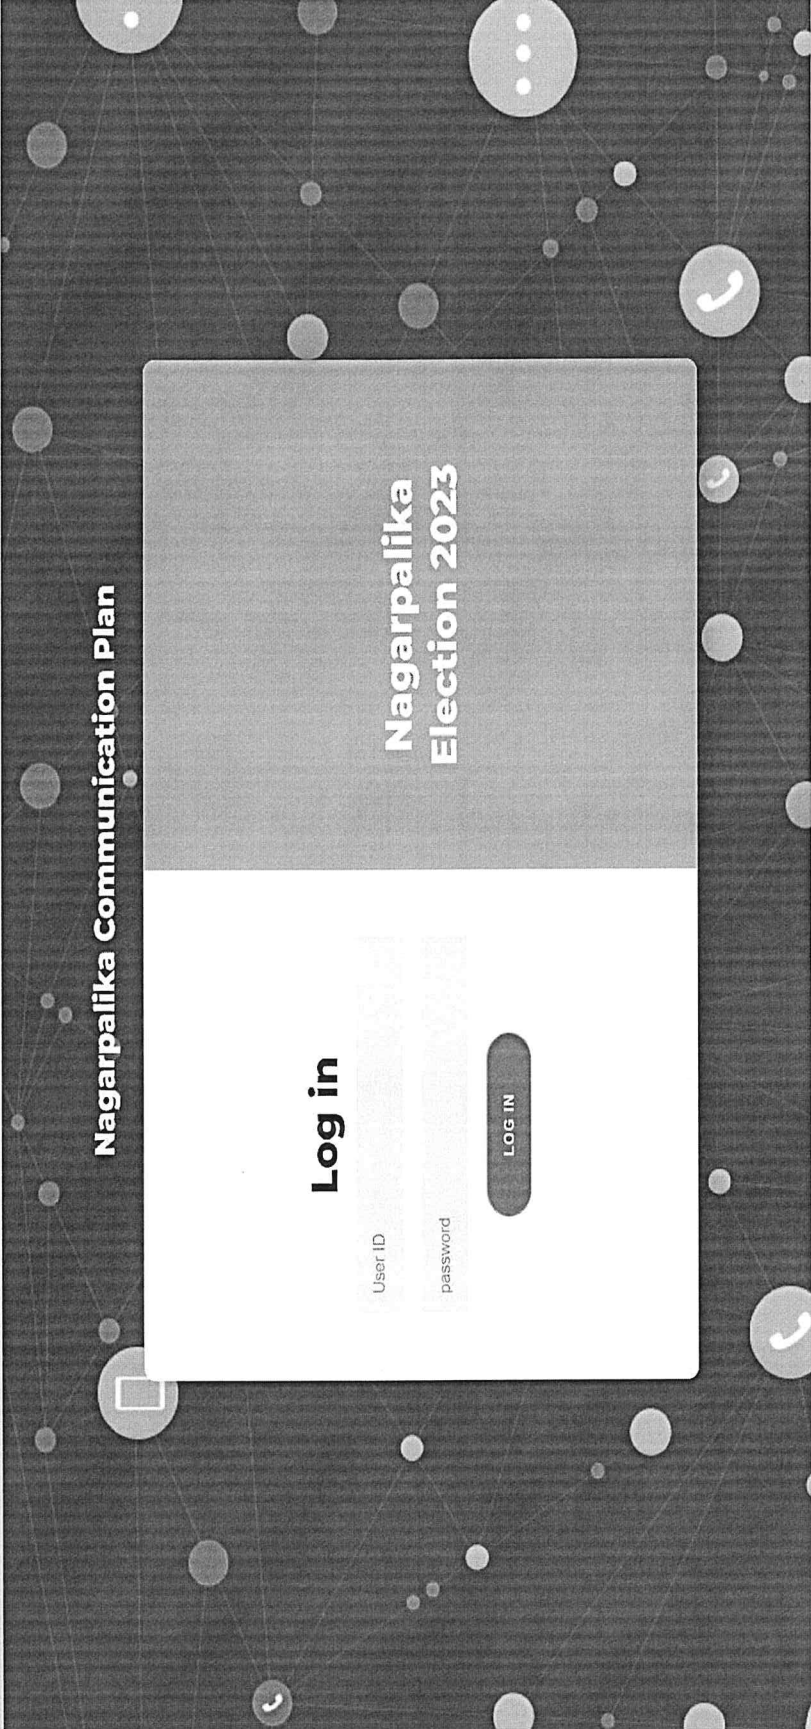 Nagarpalika Communication Plan
Log in
User ID
password
LOG IN
Nagarpalika
Election 2023